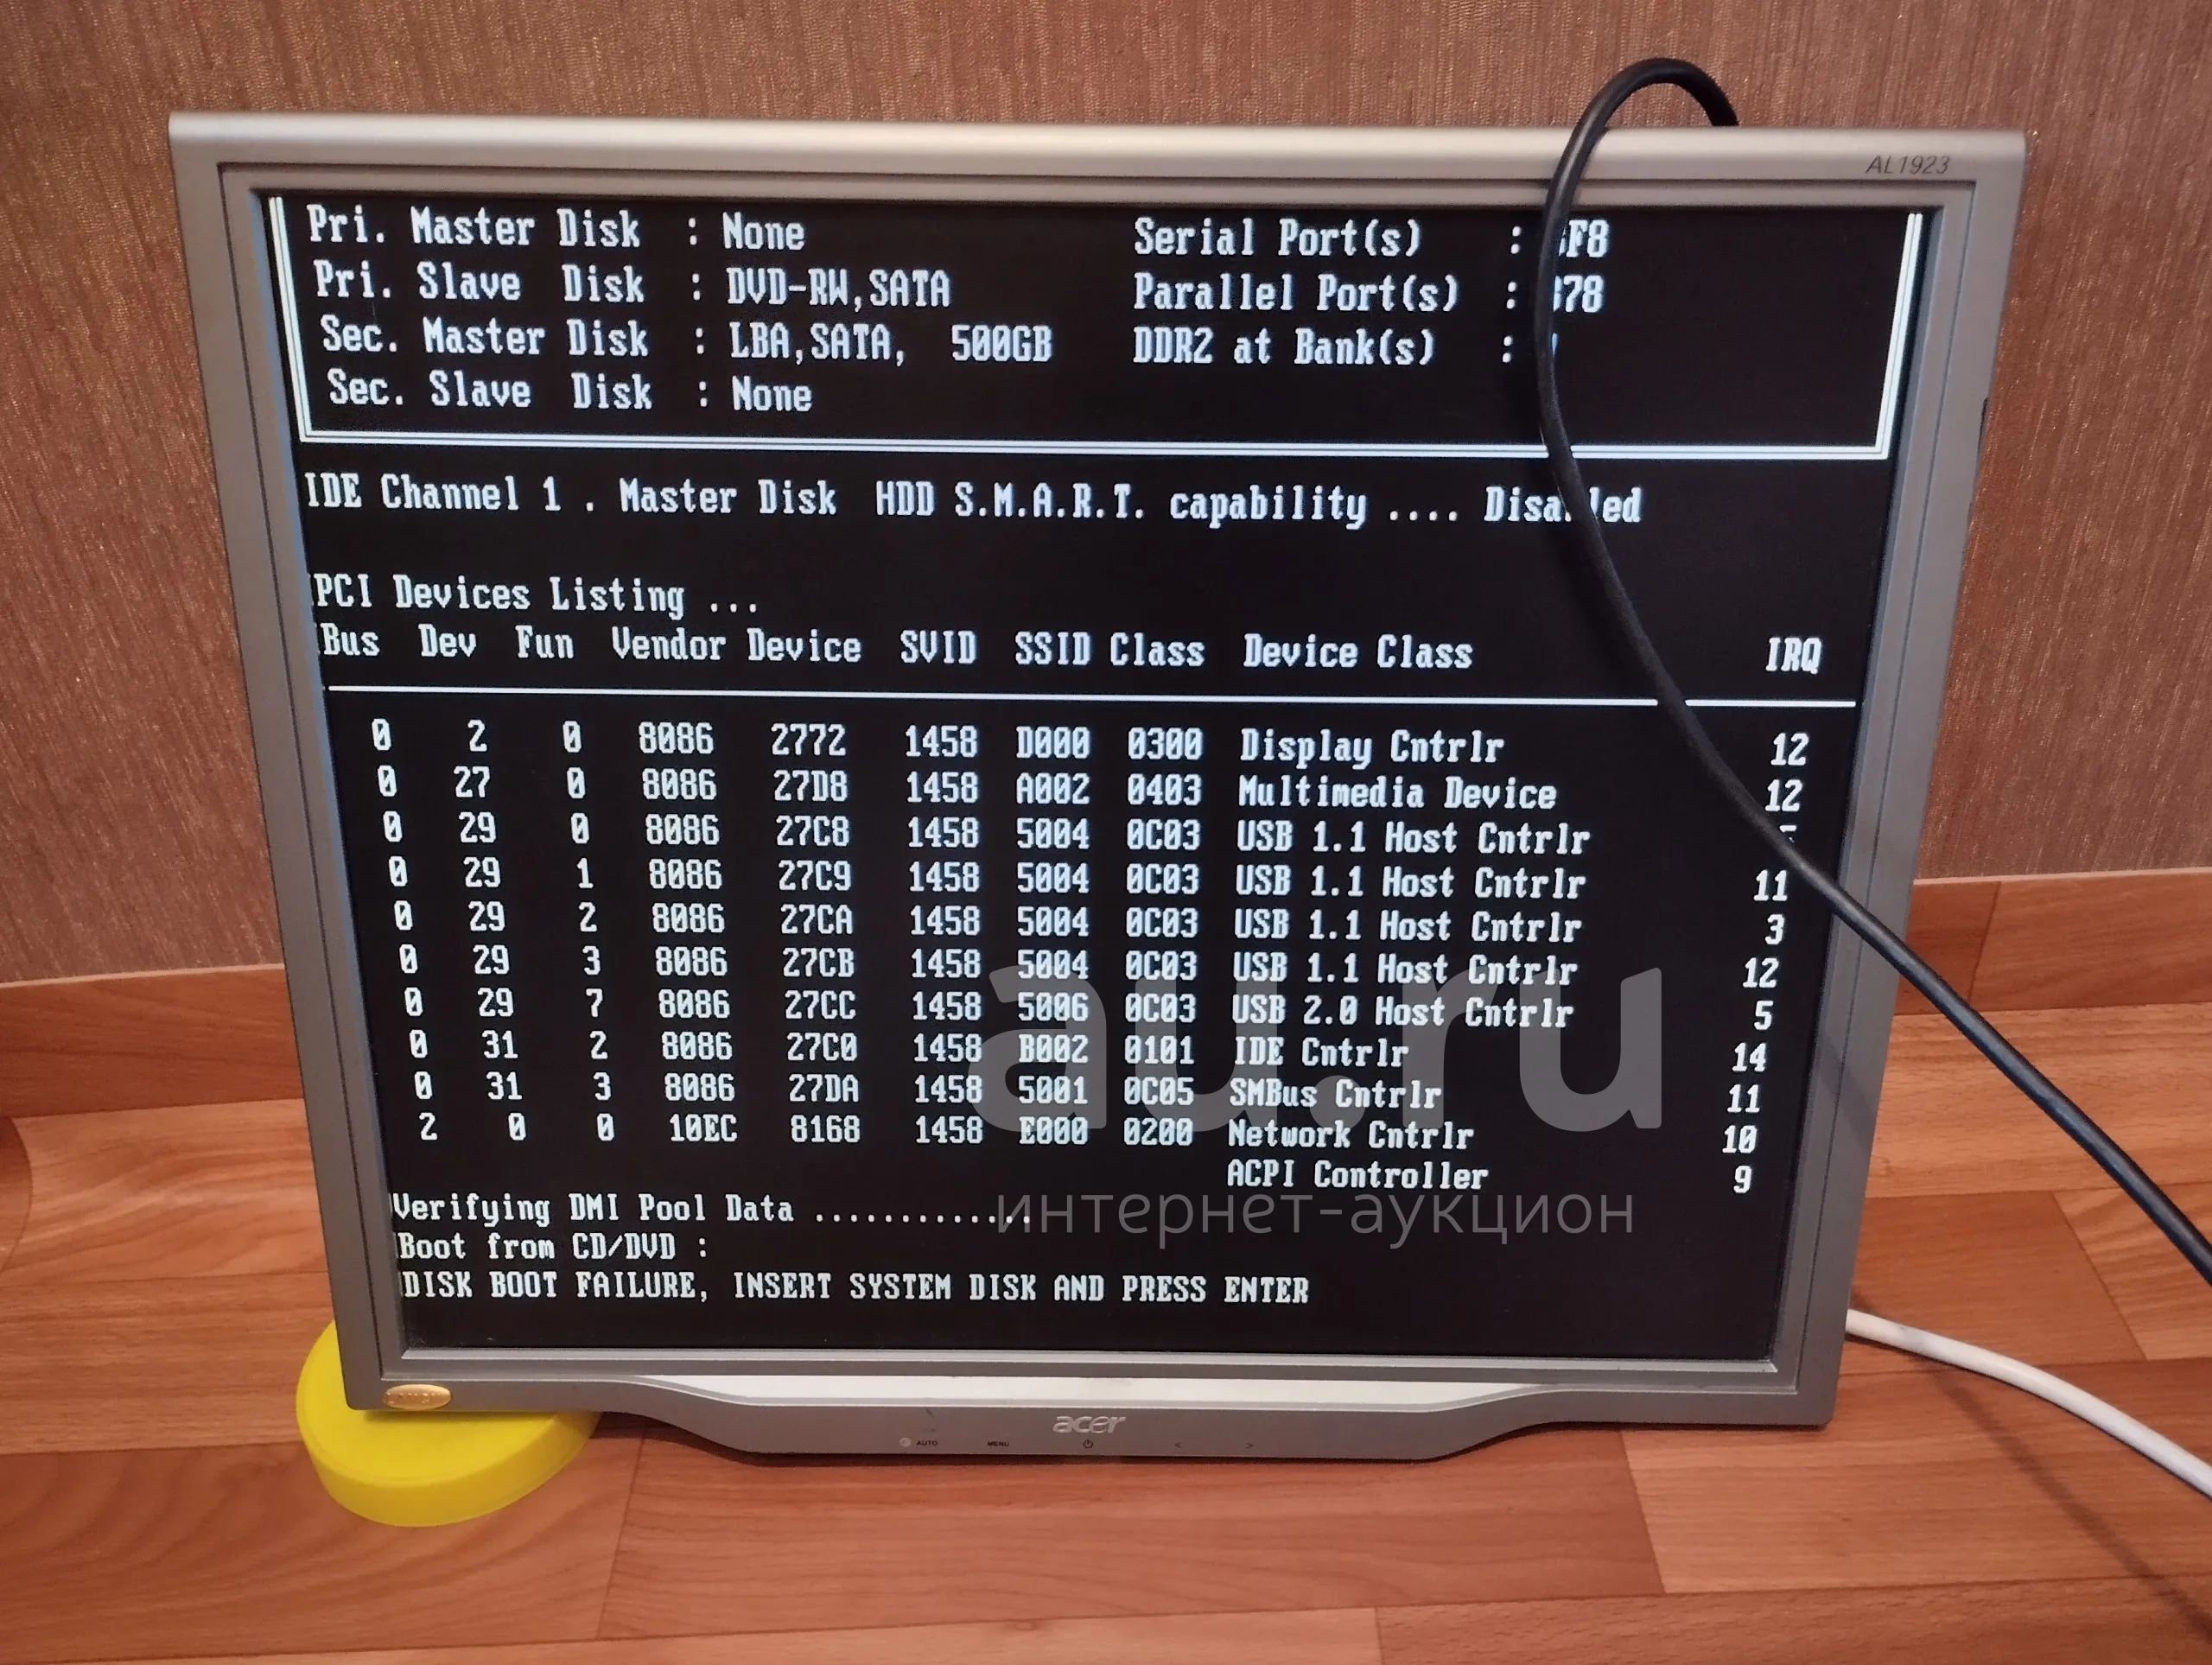 AL1923
Pri. Master Disk : None Serial Port(s) : F8
Pri. Slave Disk : DVD-RW,SATA Parallel Port(s) : 78
Sec. Master Disk : LBA,SATA, 500GB DDR2 at Bank(s) :
Sec. Slave Disk : None
IDE Channel 1 . Master Disk HDD S.M.A.R.T. capability .... Disabled
PCI Devices Listing ...
Bus Dev Fun Vendor Device SVID SSID Class Device Class IRQ
0 2 0 8086 2772 1458 D000 0300 Display Cntrlr 12
0 27 0 8086 27D8 1458 A002 0403 Multimedia Device 12
0 29 0 8086 27C8 1458 5004 0C03 USB 1.1 Host Cntrlr
0 29 1 8086 27C9 1458 5004 0C03 USB 1.1 Host Cntrlr 11
0 29 2 8086 27CA 1458 5004 0C03 USB 1.1 Host Cntrlr 3
0 29 3 8086 27CB 1458 5004 0C03 USB 1.1 Host Cntrlr 12
0 29 7 8086 27CC 1458 5006 0C03 USB 2.0 Host Cntrlr 5
0 31 2 8086 27C0 1458 B002 0101 IDE Cntrlr 14
0 31 3 8086 27DA 1458 5001 0C05 SMBus Cntrlr 11
2 0 0 10EC 8168 1458 E000 0200 Network Cntrlr 10
ACPI Controller 9
Verifying DMI Pool Data .............
Boot from CD/DVD :
DISK BOOT FAILURE, INSERT SYSTEM DISK AND PRESS ENTER
au.ru
интернет-аукцион
acer
AUTO MENU < >